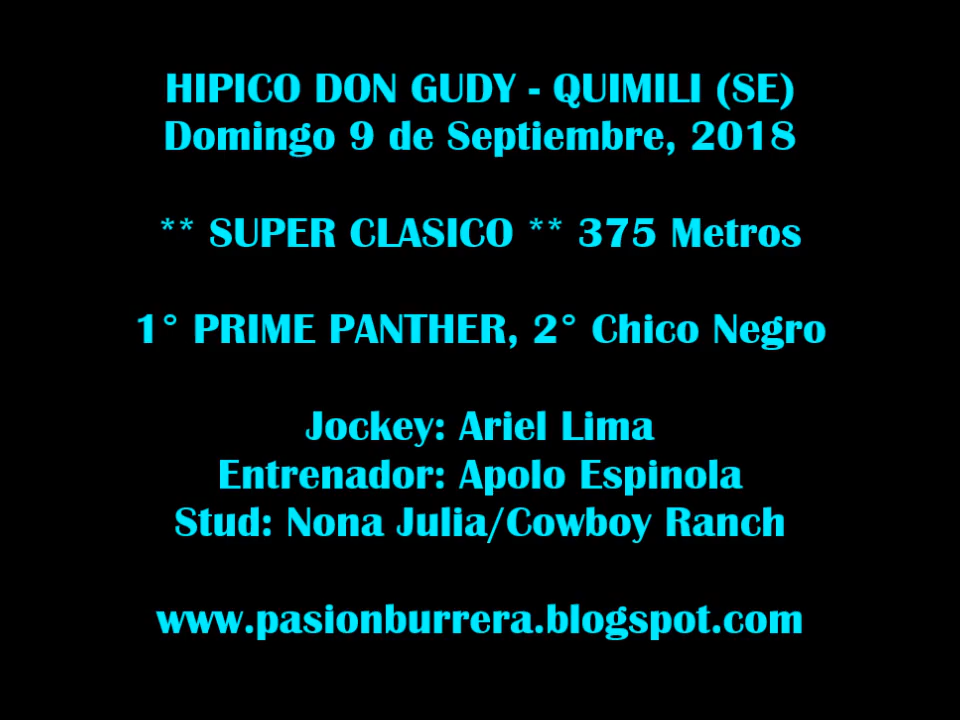 HIPICO DON GUDY - QUIMILI (SE)
Domingo 9 de Septiembre, 2018
** SUPER CLASICO ** 375 Metros
1° PRIME PANTHER, 2° Chico Negro
Jockey: Ariel Lima
Entrenador: Apolo Espinola
Stud: Nona Julia/Cowboy Ranch
www.pasionburrera.blogspot.com